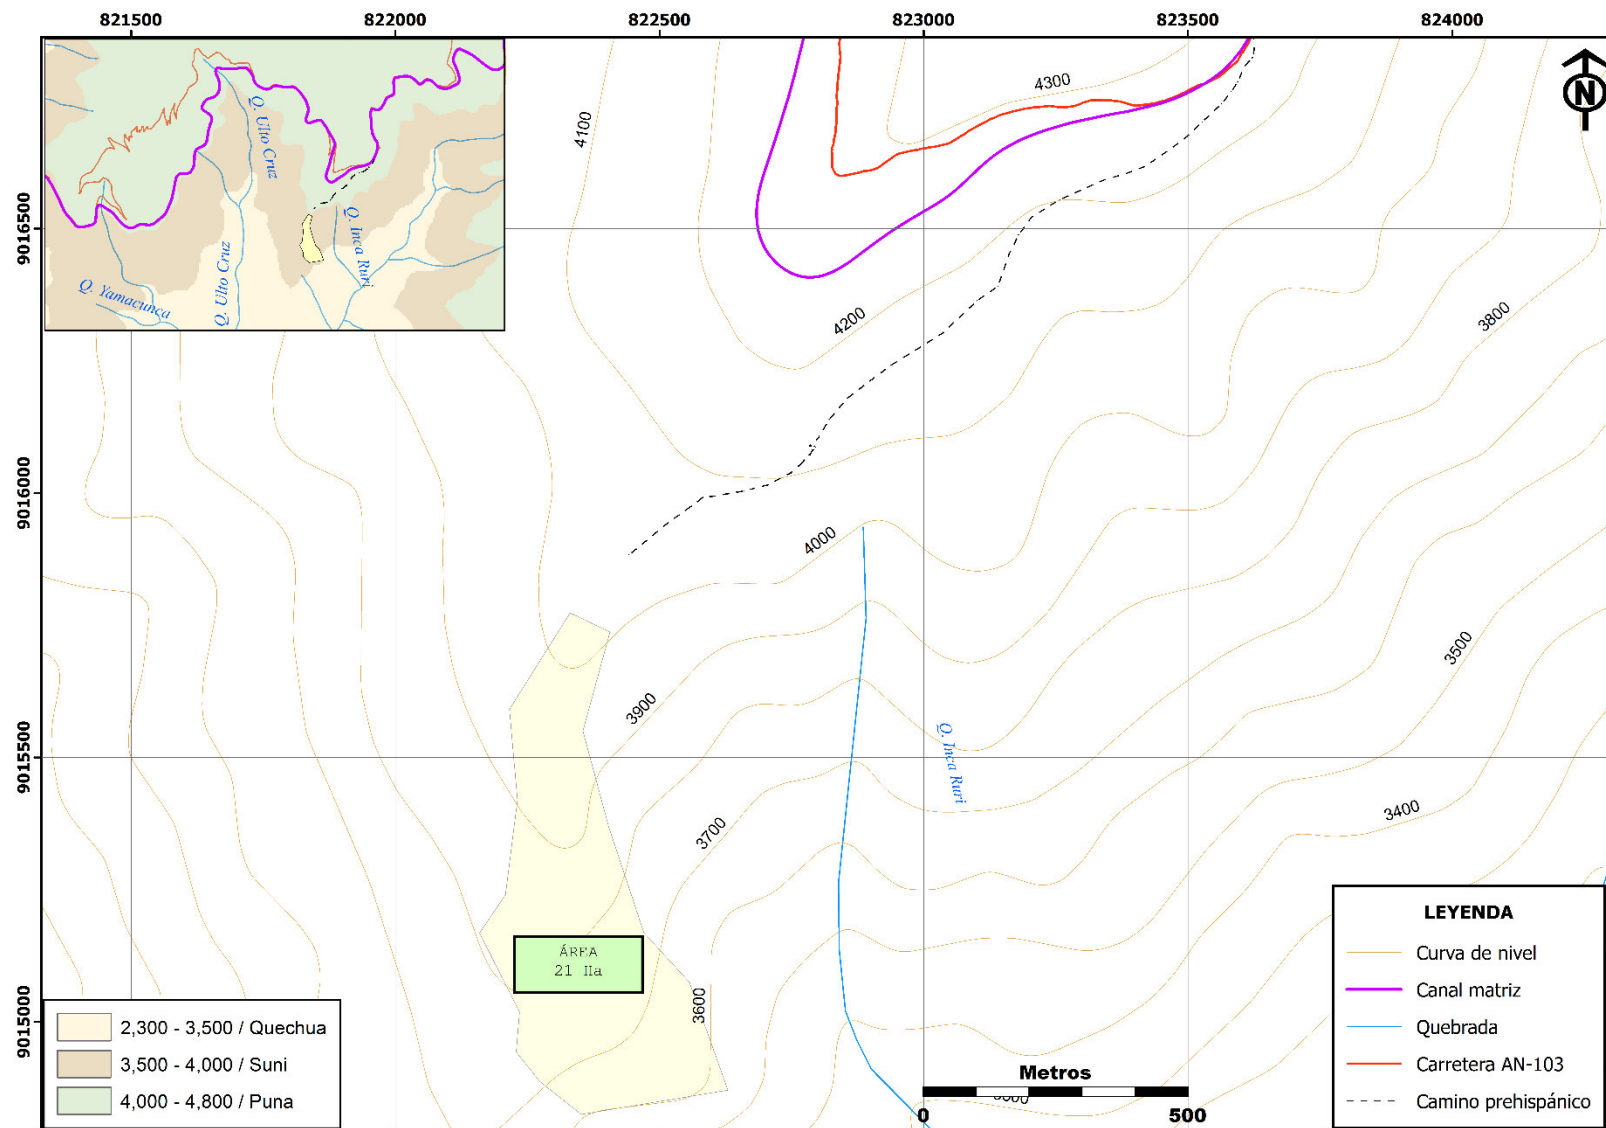 821500 822000 822500 823000 823500 824000
9016500
9016000
9015500
9015000
Q. Ulto Cruz
Q. Ulto Cruz
Q. Inca Ruri
Q. Yamacunca
N
4300
4100
4200
3800
4000
3900
3500
Q. Inca Ruri
3700
3400
3600
ÁREA
21 IIa
2,300 - 3,500 / Quechua
3,500 - 4,000 / Suni
4,000 - 4,800 / Puna
Metros
0 500
LEYENDA
Curva de nivel
Canal matriz
Quebrada
Carretera AN-103
Camino prehispánico